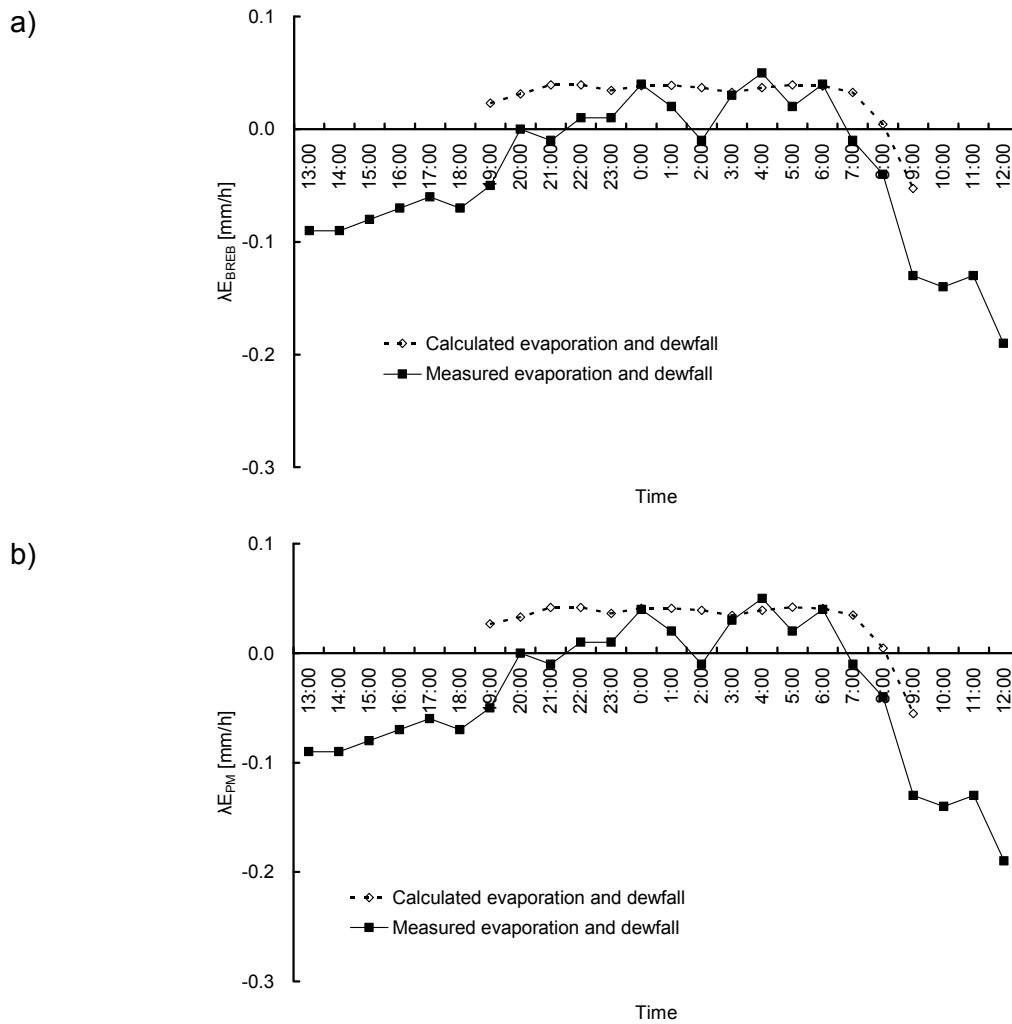 a)
0.1
0.0
-0.1
-0.2
-0.3
λE_BREB [mm/h]
13:00 14:00 15:00 16:00 17:00 18:00 19:00 20:00 21:00 22:00 23:00 0:00 1:00 2:00 3:00 4:00 5:00 6:00 7:00 8:00 9:00 10:00 11:00 12:00
Calculated evaporation and dewfall
Measured evaporation and dewfall
Time
b)
0.1
0.0
-0.1
-0.2
-0.3
λE_PM [mm/h]
13:00 14:00 15:00 16:00 17:00 18:00 19:00 20:00 21:00 22:00 23:00 0:00 1:00 2:00 3:00 4:00 5:00 6:00 7:00 8:00 9:00 10:00 11:00 12:00
Calculated evaporation and dewfall
Measured evaporation and dewfall
Time